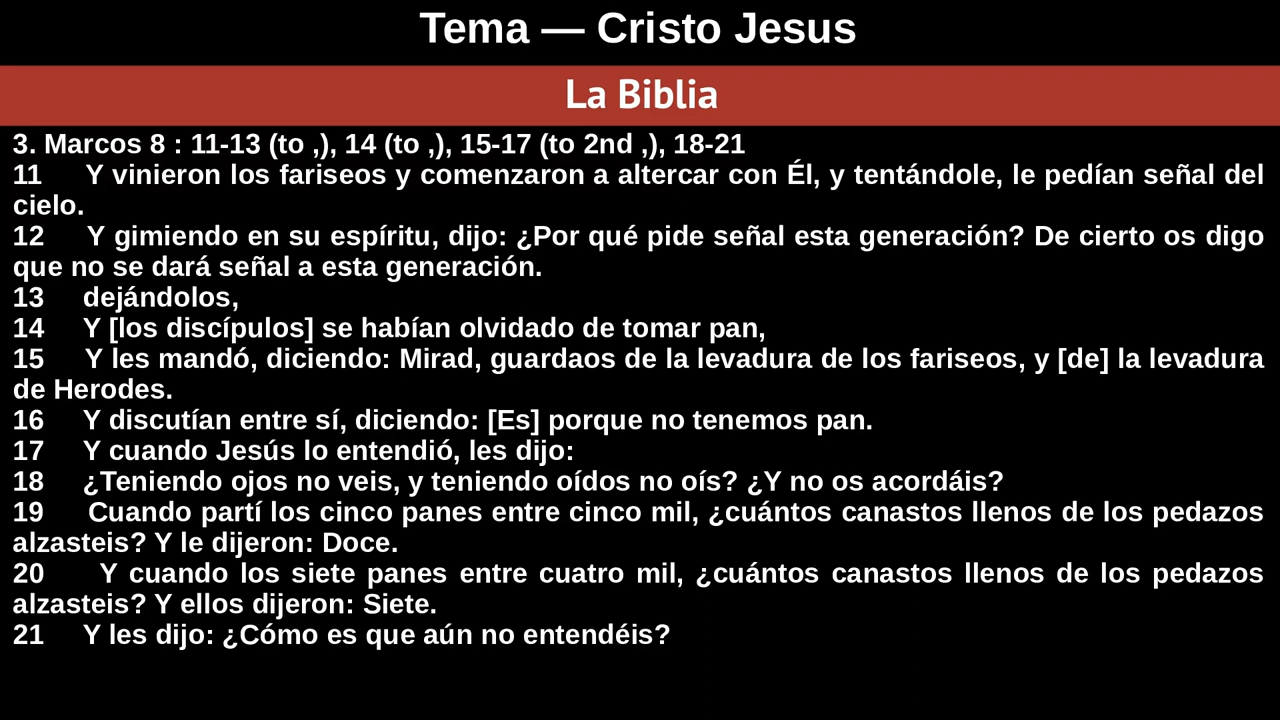 Tema — Cristo Jesus
La Biblia
3. Marcos 8 : 11-13 (to ,), 14 (to ,), 15-17 (to 2nd ,), 18-21
11 Y vinieron los fariseos y comenzaron a altercar con Él, y tentándole, le pedían señal del
cielo.
12 Y gimiendo en su espíritu, dijo: ¿Por qué pide señal esta generación? De cierto os digo
que no se dará señal a esta generación.
13 dejándolos,
14 Y [los discípulos] se habían olvidado de tomar pan,
15 Y les mandó, diciendo: Mirad, guardaos de la levadura de los fariseos, y [de] la levadura
de Herodes.
16 Y discutían entre sí, diciendo: [Es] porque no tenemos pan.
17 Y cuando Jesús lo entendió, les dijo:
18 ¿Teniendo ojos no veis, y teniendo oídos no oís? ¿Y no os acordáis?
19 Cuando partí los cinco panes entre cinco mil, ¿cuántos canastos llenos de los pedazos
alzasteis? Y le dijeron: Doce.
20 Y cuando los siete panes entre cuatro mil, ¿cuántos canastos llenos de los pedazos
alzasteis? Y ellos dijeron: Siete.
21 Y les dijo: ¿Cómo es que aún no entendéis?